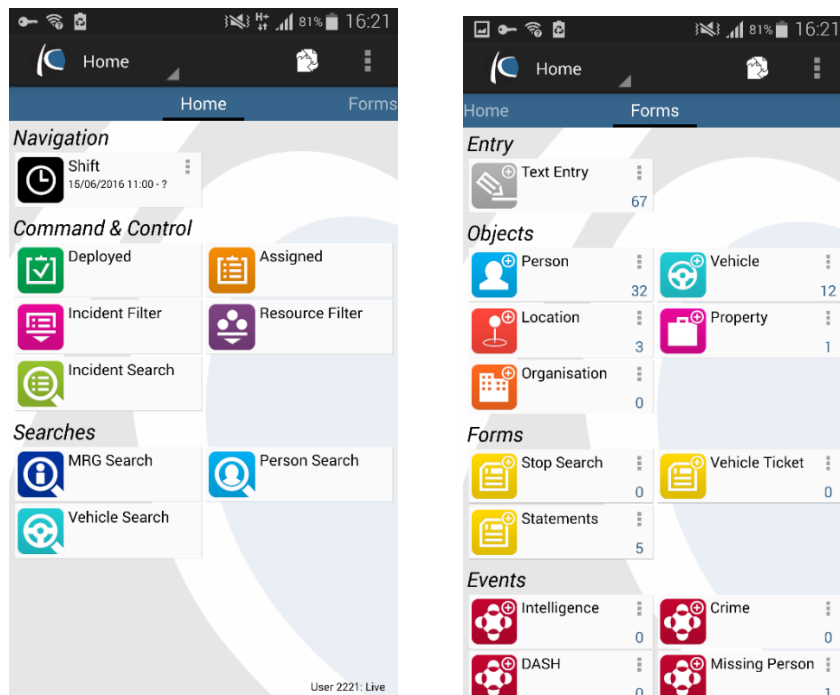 81% 16:21
Home
Home Forms
Navigation
Shift
15/06/2016 11:00 - ?
Command & Control
Deployed Assigned
Incident Filter Resource Filter
Incident Search
Searches
MRG Search Person Search
Vehicle Search
User 2221: Live
81% 16:21
Home
Home Forms
Entry
Text Entry
67
Objects
Person Vehicle
32 12
Location Property
3 1
Organisation
0
Forms
Stop Search Vehicle Ticket
0 0
Statements
5
Events
Intelligence Crime
0 0
DASH Missing Person
0 1